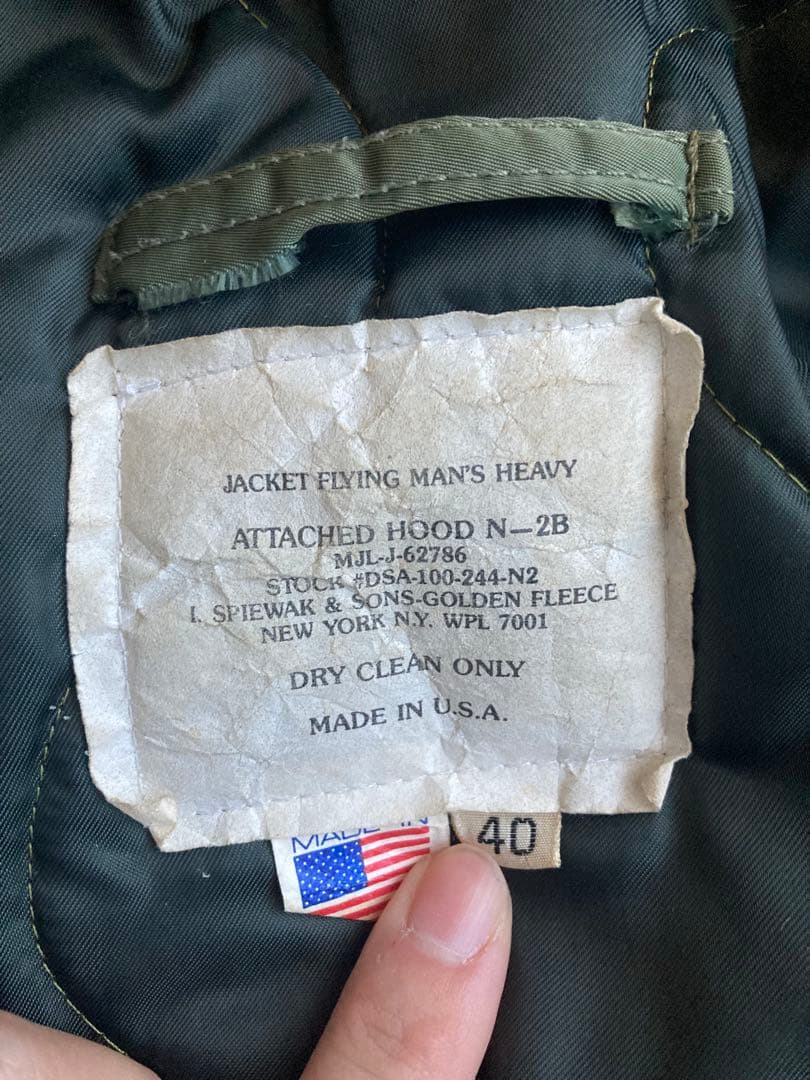 JACKET FLYING MAN'S HEAVY
ATTACHED HOOD N-2B
MJL-J-62786
STOCK #DSA-100-244-N2
I. SPIEWAK & SONS-GOLDEN FLEECE
NEW YORK N.Y. WPL 7001
DRY CLEAN ONLY
MADE IN U.S.A.
MADE IN
40